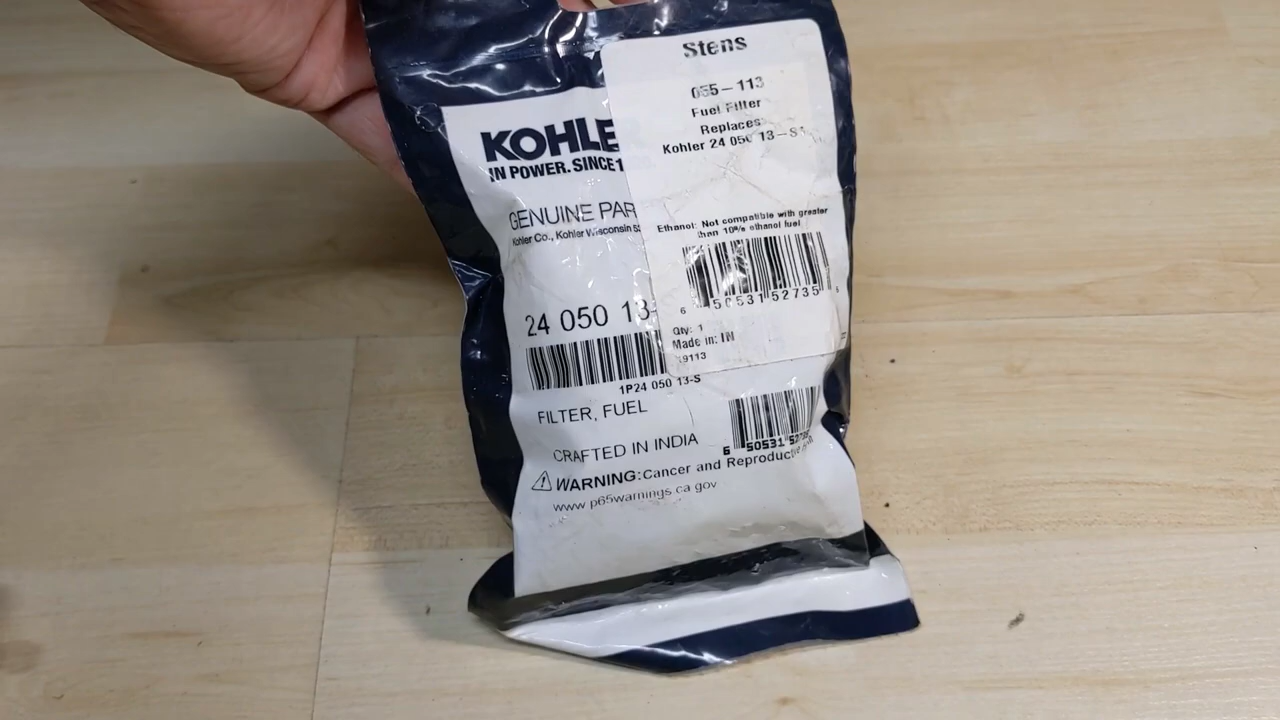 Stens
055-113
Fuel Filter
Replaces:
Kohler 24 050 13-S1
Ethanol: Not compatible with greater
than 10% ethanol fuel
6 50531 52735 8
Qty: 1
Made in: IN
19113
KOHLE
IN POWER. SINCE 1
GENUINE PAR
Kohler Co., Kohler Wisconsin 53
24 050 13-
1P24 050 13-S
FILTER, FUEL
CRAFTED IN INDIA
6 50531
WARNING: Cancer and Reproductive
www p65warnings.ca gov